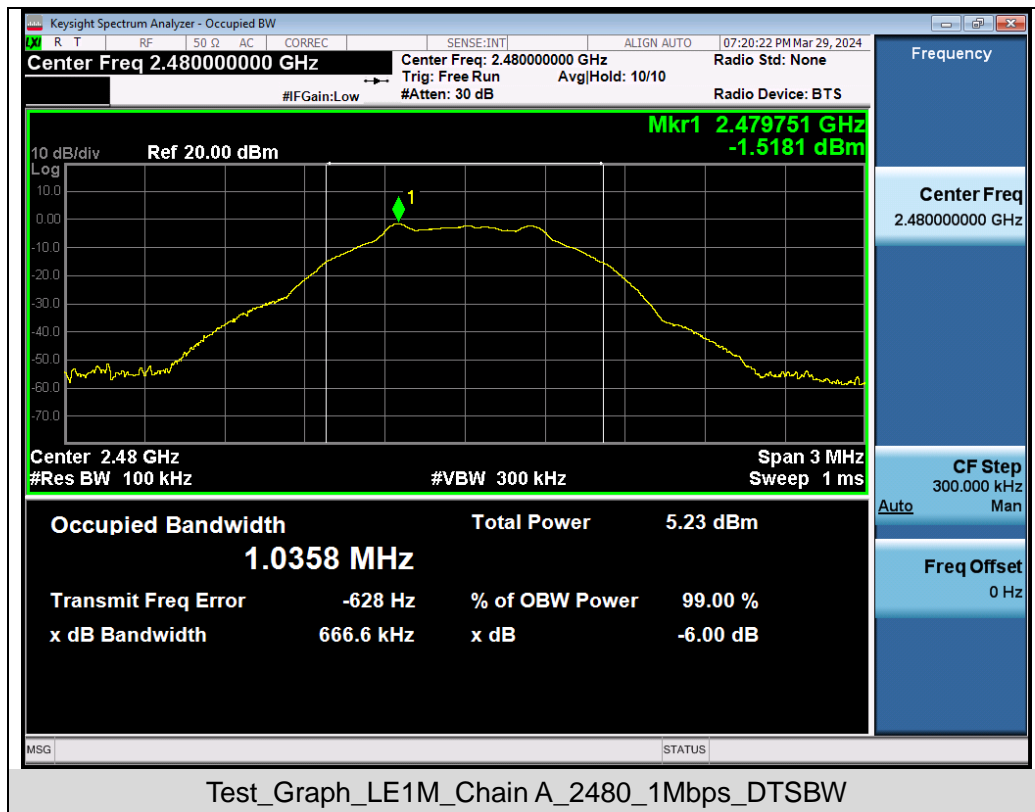 Keysight Spectrum Analyzer - Occupied BW
LXI R T RF 50 Ω AC CORREC SENSE:INT ALIGN AUTO 07:20:22 PM Mar 29, 2024
Center Freq 2.480000000 GHz
Center Freq: 2.480000000 GHz Radio Std: None
Trig: Free Run Avg|Hold: 10/10
#IFGain:Low #Atten: 30 dB Radio Device: BTS
Frequency
Mkr1 2.479751 GHz
-1.5181 dBm
10 dB/div Ref 20.00 dBm
Log
10.0
0.00
-10.0
-20.0
-30.0
-40.0
-50.0
-60.0
-70.0
1
Center 2.48 GHz Span 3 MHz
#Res BW 100 kHz #VBW 300 kHz Sweep 1 ms
Center Freq
2.480000000 GHz
CF Step
300.000 kHz
Auto Man
Freq Offset
0 Hz
Occupied Bandwidth Total Power 5.23 dBm
1.0358 MHz
Transmit Freq Error -628 Hz % of OBW Power 99.00 %
x dB Bandwidth 666.6 kHz x dB -6.00 dB
MSG STATUS
Test_Graph_LE1M_Chain A_2480_1Mbps_DTSBW